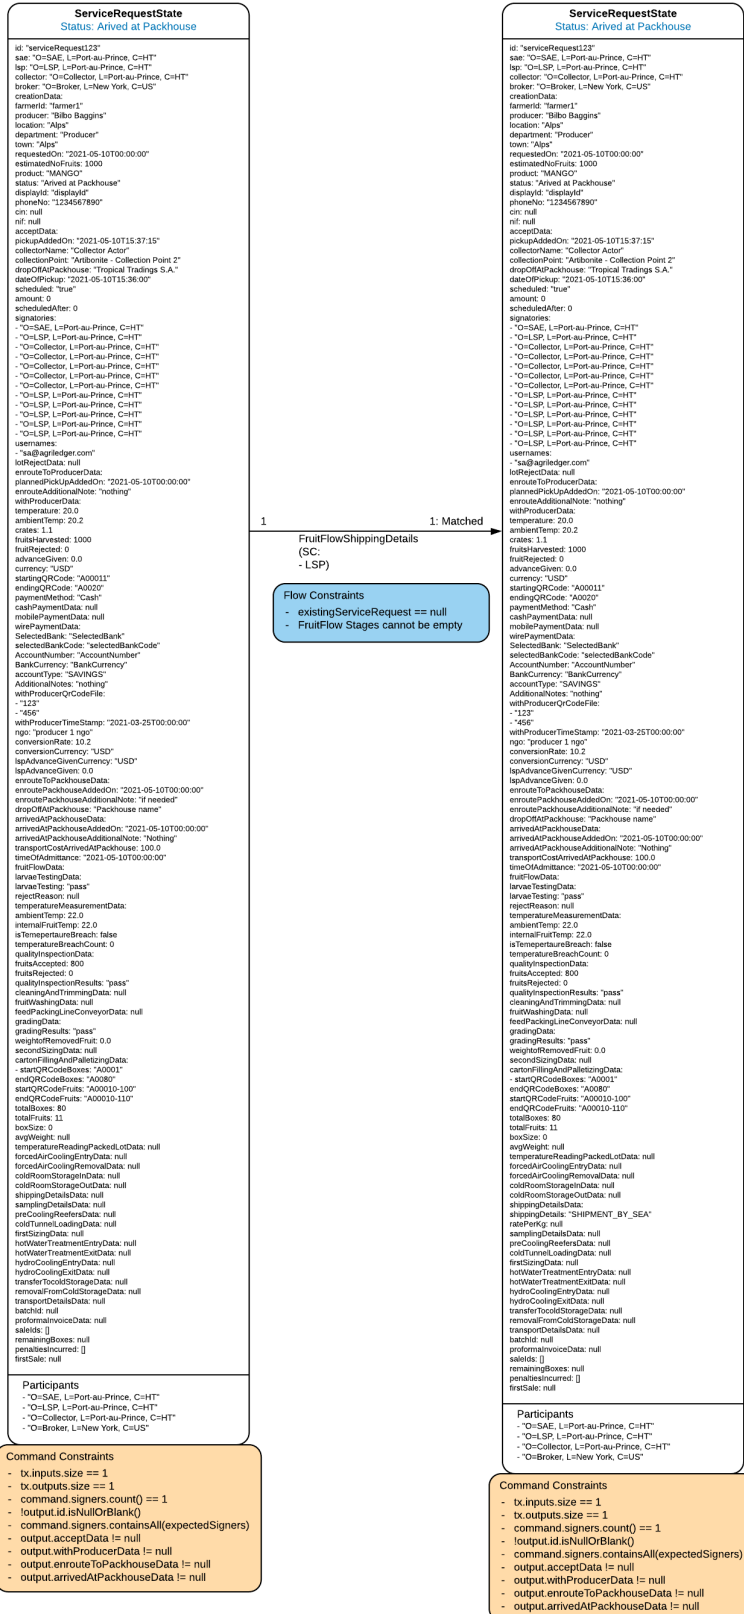 ServiceRequestState
Status: Arived at Packhouse
id: "serviceRequest123"
sae: "O=SAE, L=Port-au-Prince, C=HT"
lsp: "O=LSP, L=Port-au-Prince, C=HT"
collector: "O=Collector, L=Port-au-Prince, C=HT"
broker: "O=Broker, L=New York, C=US"
creationData:
farmerId: "farmer1"
producer: "Bilbo Baggins"
location: "Alps"
department: "Producer"
town: "Alps"
requestedOn: "2021-05-10T00:00:00"
estimatedNoFruits: 1000
product: "MANGO"
status: "Arived at Packhouse"
displayId: "displayId"
phoneNo: "1234567890"
cin: null
nif: null
acceptData:
pickupAddedOn: "2021-05-10T15:37:15"
collectorName: "Collector Actor"
collectionPoint: "Artibonite - Collection Point 2"
dropOffAtPackhouse: "Tropical Tradings S.A."
dateOfPickup: "2021-05-10T15:36:00"
scheduled: "true"
amount: 0
scheduledAfter: 0
signatories:
- "O=SAE, L=Port-au-Prince, C=HT"
- "O=LSP, L=Port-au-Prince, C=HT"
- "O=Collector, L=Port-au-Prince, C=HT"
- "O=Collector, L=Port-au-Prince, C=HT"
- "O=Collector, L=Port-au-Prince, C=HT"
- "O=Collector, L=Port-au-Prince, C=HT"
- "O=Collector, L=Port-au-Prince, C=HT"
- "O=LSP, L=Port-au-Prince, C=HT"
- "O=LSP, L=Port-au-Prince, C=HT"
- "O=LSP, L=Port-au-Prince, C=HT"
- "O=LSP, L=Port-au-Prince, C=HT"
- "O=LSP, L=Port-au-Prince, C=HT"
usernames:
- "sa@agriledger.com"
lotRejectData: null
enrouteToProducerData:
plannedPickUpAddedOn: "2021-05-10T00:00:00"
enrouteAdditionalNote: "nothing"
withProducerData:
temperature: 20.0
ambientTemp: 20.2
crates: 1.1
fruitsHarvested: 1000
fruitRejected: 0
advanceGiven: 0.0
currency: "USD"
startingQRCode: "A00011"
endingQRCode: "A0020"
paymentMethod: "Cash"
cashPaymentData: null
mobilePaymentData: null
wirePaymentData:
SelectedBank: "SelectedBank"
selectedBankCode: "selectedBankCode"
AccountNumber: "AccountNumber"
BankCurrency: "BankCurrency"
accountType: "SAVINGS"
AdditionalNotes: "nothing"
withProducerQrCodeFile:
- "123"
- "456"
withProducerTimeStamp: "2021-03-25T00:00:00"
ngo: "producer 1 ngo"
conversionRate: 10.2
conversionCurrency: "USD"
lspAdvanceGivenCurrency: "USD"
lspAdvanceGiven: 0.0
enrouteToPackhouseData:
enroutePackhouseAddedOn: "2021-05-10T00:00:00"
enroutePackhouseAdditionalNote: "if needed"
dropOffAtPackhouse: "Packhouse name"
arrivedAtPackhouseData:
arrivedAtPackhouseAddedOn: "2021-05-10T00:00:00"
arrivedAtPackhouseAdditionalNote: "Nothing"
transportCostArrivedAtPackhouse: 100.0
timeOfAdmittance: "2021-05-10T00:00:00"
fruitFlowData:
larvaeTestingData:
larvaeTesting: "pass"
rejectReason: null
temperatureMeasurementData:
ambientTemp: 22.0
internalFruitTemp: 22.0
isTemepertaureBreach: false
temperatureBreachCount: 0
qualityInspectionData:
fruitsAccepted: 800
fruitsRejected: 0
qualityInspectionResults: "pass"
cleaningAndTrimmingData: null
fruitWashingData: null
feedPackingLineConveyorData: null
gradingData:
gradingResults: "pass"
weightofRemovedFruit: 0.0
secondSizingData: null
cartonFillingAndPalletizingData:
- startQRCodeBoxes: "A0001"
endQRCodeBoxes: "A0080"
startQRCodeFruits: "A00010-100"
endQRCodeFruits: "A00010-110"
totalBoxes: 80
totalFruits: 11
boxSize: 0
avgWeight: null
temperatureReadingPackedLotData: null
forcedAirCoolingEntryData: null
forcedAirCoolingRemovalData: null
coldRoomStorageInData: null
coldRoomStorageOutData: null
shippingDetailsData: null
samplingDetailsData: null
preCoolingReefersData: null
coldTunnelLoadingData: null
firstSizingData: null
hotWaterTreatmentEntryData: null
hotWaterTreatmentExitData: null
hydroCoolingEntryData: null
hydroCoolingExitData: null
transferTocoldStorageData: null
removalFromColdStorageData: null
transportDetailsData: null
batchId: null
proformaInvoiceData: null
saleIds: []
remainingBoxes: null
penaltiesIncurred: []
firstSale: null
Participants
- "O=SAE, L=Port-au-Prince, C=HT"
- "O=LSP, L=Port-au-Prince, C=HT"
- "O=Collector, L=Port-au-Prince, C=HT"
- "O=Broker, L=New York, C=US"
Command Constraints
- tx.inputs.size == 1
- tx.outputs.size == 1
- command.signers.count() == 1
- !output.id.isNullOrBlank()
- command.signers.containsAll(expectedSigners)
- output.acceptData != null
- output.withProducerData != null
- output.enrouteToPackhouseData != null
- output.arrivedAtPackhouseData != null
1
1: Matched
FruitFlowShippingDetails
(SC:
- LSP)
Flow Constraints
- existingServiceRequest == null
- FruitFlow Stages cannot be empty
ServiceRequestState
Status: Arived at Packhouse
id: "serviceRequest123"
sae: "O=SAE, L=Port-au-Prince, C=HT"
lsp: "O=LSP, L=Port-au-Prince, C=HT"
collector: "O=Collector, L=Port-au-Prince, C=HT"
broker: "O=Broker, L=New York, C=US"
creationData:
farmerId: "farmer1"
producer: "Bilbo Baggins"
location: "Alps"
department: "Producer"
town: "Alps"
requestedOn: "2021-05-10T00:00:00"
estimatedNoFruits: 1000
product: "MANGO"
status: "Arived at Packhouse"
displayId: "displayId"
phoneNo: "1234567890"
cin: null
nif: null
acceptData:
pickupAddedOn: "2021-05-10T15:37:15"
collectorName: "Collector Actor"
collectionPoint: "Artibonite - Collection Point 2"
dropOffAtPackhouse: "Tropical Tradings S.A."
dateOfPickup: "2021-05-10T15:36:00"
scheduled: "true"
amount: 0
scheduledAfter: 0
signatories:
- "O=SAE, L=Port-au-Prince, C=HT"
- "O=LSP, L=Port-au-Prince, C=HT"
- "O=Collector, L=Port-au-Prince, C=HT"
- "O=Collector, L=Port-au-Prince, C=HT"
- "O=Collector, L=Port-au-Prince, C=HT"
- "O=Collector, L=Port-au-Prince, C=HT"
- "O=Collector, L=Port-au-Prince, C=HT"
- "O=LSP, L=Port-au-Prince, C=HT"
- "O=LSP, L=Port-au-Prince, C=HT"
- "O=LSP, L=Port-au-Prince, C=HT"
- "O=LSP, L=Port-au-Prince, C=HT"
- "O=LSP, L=Port-au-Prince, C=HT"
- "O=LSP, L=Port-au-Prince, C=HT"
usernames:
- "sa@agriledger.com"
lotRejectData: null
enrouteToProducerData:
plannedPickUpAddedOn: "2021-05-10T00:00:00"
enrouteAdditionalNote: "nothing"
withProducerData:
temperature: 20.0
ambientTemp: 20.2
crates: 1.1
fruitsHarvested: 1000
fruitRejected: 0
advanceGiven: 0.0
currency: "USD"
startingQRCode: "A00011"
endingQRCode: "A0020"
paymentMethod: "Cash"
cashPaymentData: null
mobilePaymentData: null
wirePaymentData:
SelectedBank: "SelectedBank"
selectedBankCode: "selectedBankCode"
AccountNumber: "AccountNumber"
BankCurrency: "BankCurrency"
accountType: "SAVINGS"
AdditionalNotes: "nothing"
withProducerQrCodeFile:
- "123"
- "456"
withProducerTimeStamp: "2021-03-25T00:00:00"
ngo: "producer 1 ngo"
conversionRate: 10.2
conversionCurrency: "USD"
lspAdvanceGivenCurrency: "USD"
lspAdvanceGiven: 0.0
enrouteToPackhouseData:
enroutePackhouseAddedOn: "2021-05-10T00:00:00"
enroutePackhouseAdditionalNote: "if needed"
dropOffAtPackhouse: "Packhouse name"
arrivedAtPackhouseData:
arrivedAtPackhouseAddedOn: "2021-05-10T00:00:00"
arrivedAtPackhouseAdditionalNote: "Nothing"
transportCostArrivedAtPackhouse: 100.0
timeOfAdmittance: "2021-05-10T00:00:00"
fruitFlowData:
larvaeTestingData:
larvaeTesting: "pass"
rejectReason: null
temperatureMeasurementData:
ambientTemp: 22.0
internalFruitTemp: 22.0
isTemepertaureBreach: false
temperatureBreachCount: 0
qualityInspectionData:
fruitsAccepted: 800
fruitsRejected: 0
qualityInspectionResults: "pass"
cleaningAndTrimmingData: null
fruitWashingData: null
feedPackingLineConveyorData: null
gradingData:
gradingResults: "pass"
weightofRemovedFruit: 0.0
secondSizingData: null
cartonFillingAndPalletizingData:
- startQRCodeBoxes: "A0001"
endQRCodeBoxes: "A0080"
startQRCodeFruits: "A00010-100"
endQRCodeFruits: "A00010-110"
totalBoxes: 80
totalFruits: 11
boxSize: 0
avgWeight: null
temperatureReadingPackedLotData: null
forcedAirCoolingEntryData: null
forcedAirCoolingRemovalData: null
coldRoomStorageInData: null
coldRoomStorageOutData: null
shippingDetailsData:
shippingDetails: "SHIPMENT_BY_SEA"
ratePerKg: null
samplingDetailsData: null
preCoolingReefersData: null
coldTunnelLoadingData: null
firstSizingData: null
hotWaterTreatmentEntryData: null
hotWaterTreatmentExitData: null
hydroCoolingEntryData: null
hydroCoolingExitData: null
transferTocoldStorageData: null
removalFromColdStorageData: null
transportDetailsData: null
batchId: null
proformaInvoiceData: null
saleIds: []
remainingBoxes: null
penaltiesIncurred: []
firstSale: null
Participants
- "O=SAE, L=Port-au-Prince, C=HT"
- "O=LSP, L=Port-au-Prince, C=HT"
- "O=Collector, L=Port-au-Prince, C=HT"
- "O=Broker, L=New York, C=US"
Command Constraints
- tx.inputs.size == 1
- tx.outputs.size == 1
- command.signers.count() == 1
- !output.id.isNullOrBlank()
- command.signers.containsAll(expectedSigners)
- output.acceptData != null
- output.withProducerData != null
- output.enrouteToPackhouseData != null
- output.arrivedAtPackhouseData != null